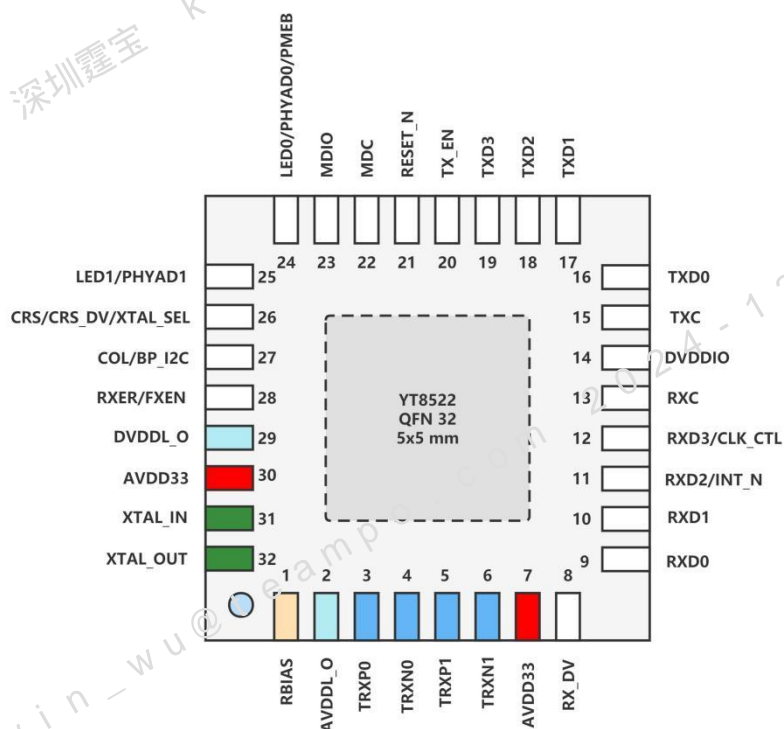 深圳霆宝
LED0/PHYAD0/PMEB
MDIO
MDC
RESET_N
TX_EN
TXD3
TXD2
TXD1
24 23 22 21 20 19 18 17
LED1/PHYAD1 25
CRS/CRS_DV/XTAL_SEL 26
COL/BP_I2C 27
RXER/FXEN 28
DVDDL_O 29
AVDD33 30
XTAL_IN 31
XTAL_OUT 32
YT8522
QFN 32
5x5 mm
16 TXD0
15 TXC
14 DVDDIO
13 RXC
12 RXD3/CLK_CTL
11 RXD2/INT_N
10 RXD1
9 RXD0
1 2 3 4 5 6 7 8
RBIAS
AVDDL_O
TRXP0
TRXN0
TRXP1
TRXN1
AVDD33
RX_DV